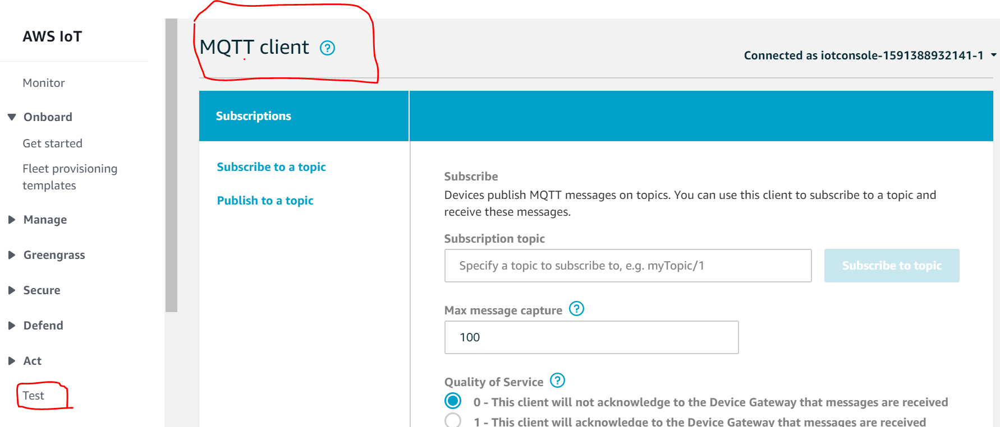 AWS IoT
Monitor
Onboard
Get started
Fleet provisioning
templates
Manage
Greengrass
Secure
Defend
Act
Test
MQTT client ?
Connected as iotconsole-1591388932141-1
Subscriptions
Subscribe to a topic
Publish to a topic
Subscribe
Devices publish MQTT messages on topics. You can use this client to subscribe to a topic and
receive these messages.
Subscription topic
Specify a topic to subscribe to, e.g. myTopic/1
Subscribe to topic
Max message capture ?
100
Quality of Service ?
0 - This client will not acknowledge to the Device Gateway that messages are received
1 - This client will acknowledge to the Device Gateway that messages are received